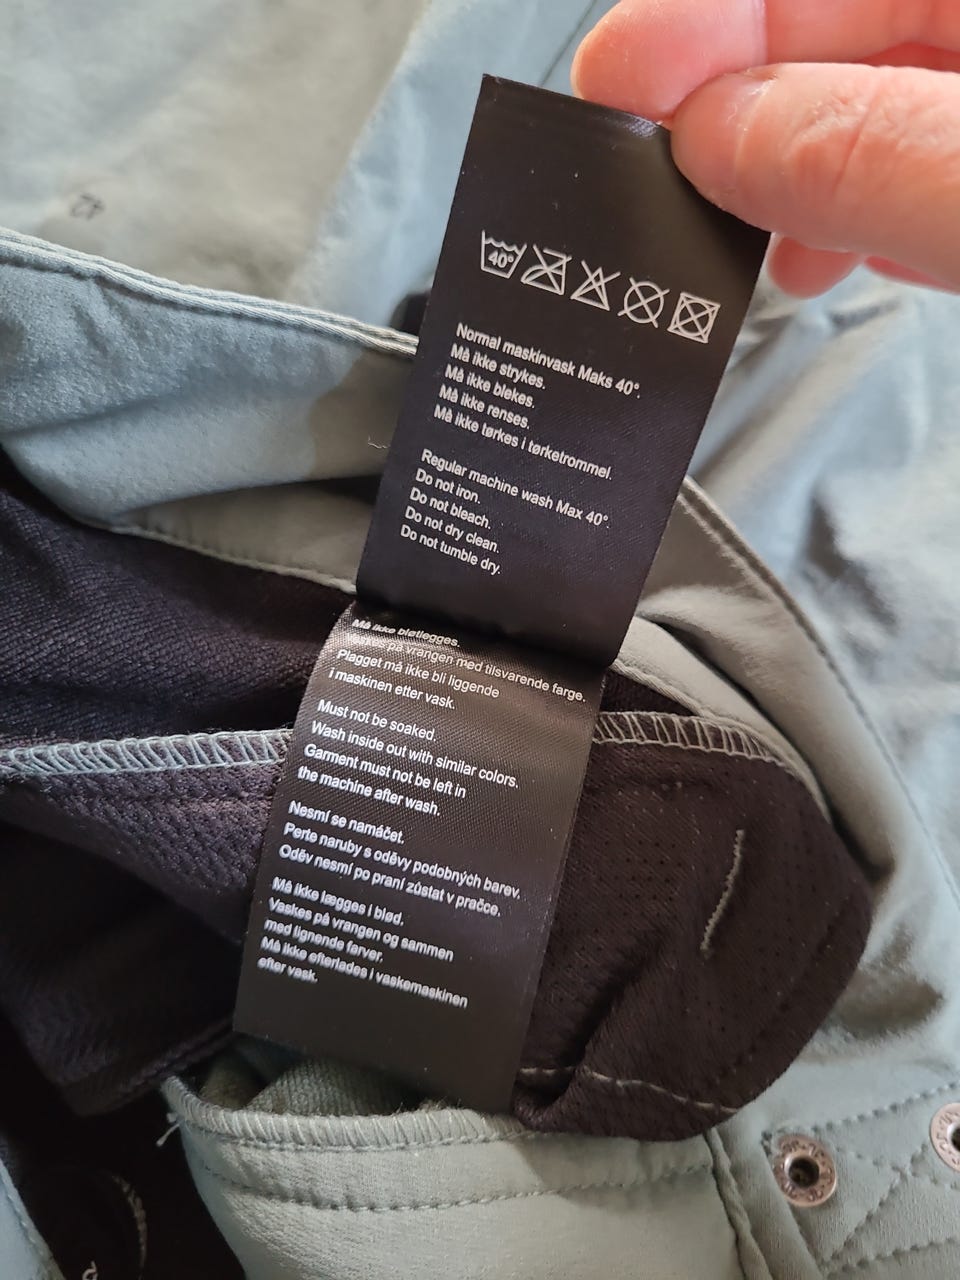 42
40°
Normal maskinvask Maks 40°.
Må ikke strykes.
Må ikke blekes.
Må ikke renses.
Må ikke tørkes i tørketrommel.
Regular machine wash Max 40°.
Do not iron.
Do not bleach.
Do not dry clean.
Do not tumble dry.
Må ikke bløtlegges.
på vrangen med tilsvarende farge.
Plagget må ikke bli liggende
i maskinen etter vask.
Must not be soaked.
Wash inside out with similar colors.
Garment must not be left in
the machine after wash.
Nesmí se namáčet.
Perte naruby s oděvy podobných barev.
Oděv nesmí po praní zůstat v pračce.
Må ikke lægges i blød.
Vaskes på vrangen og sammen
med lignende farver,
Må ikke efterlades i vaskemaskinen
efter vask.